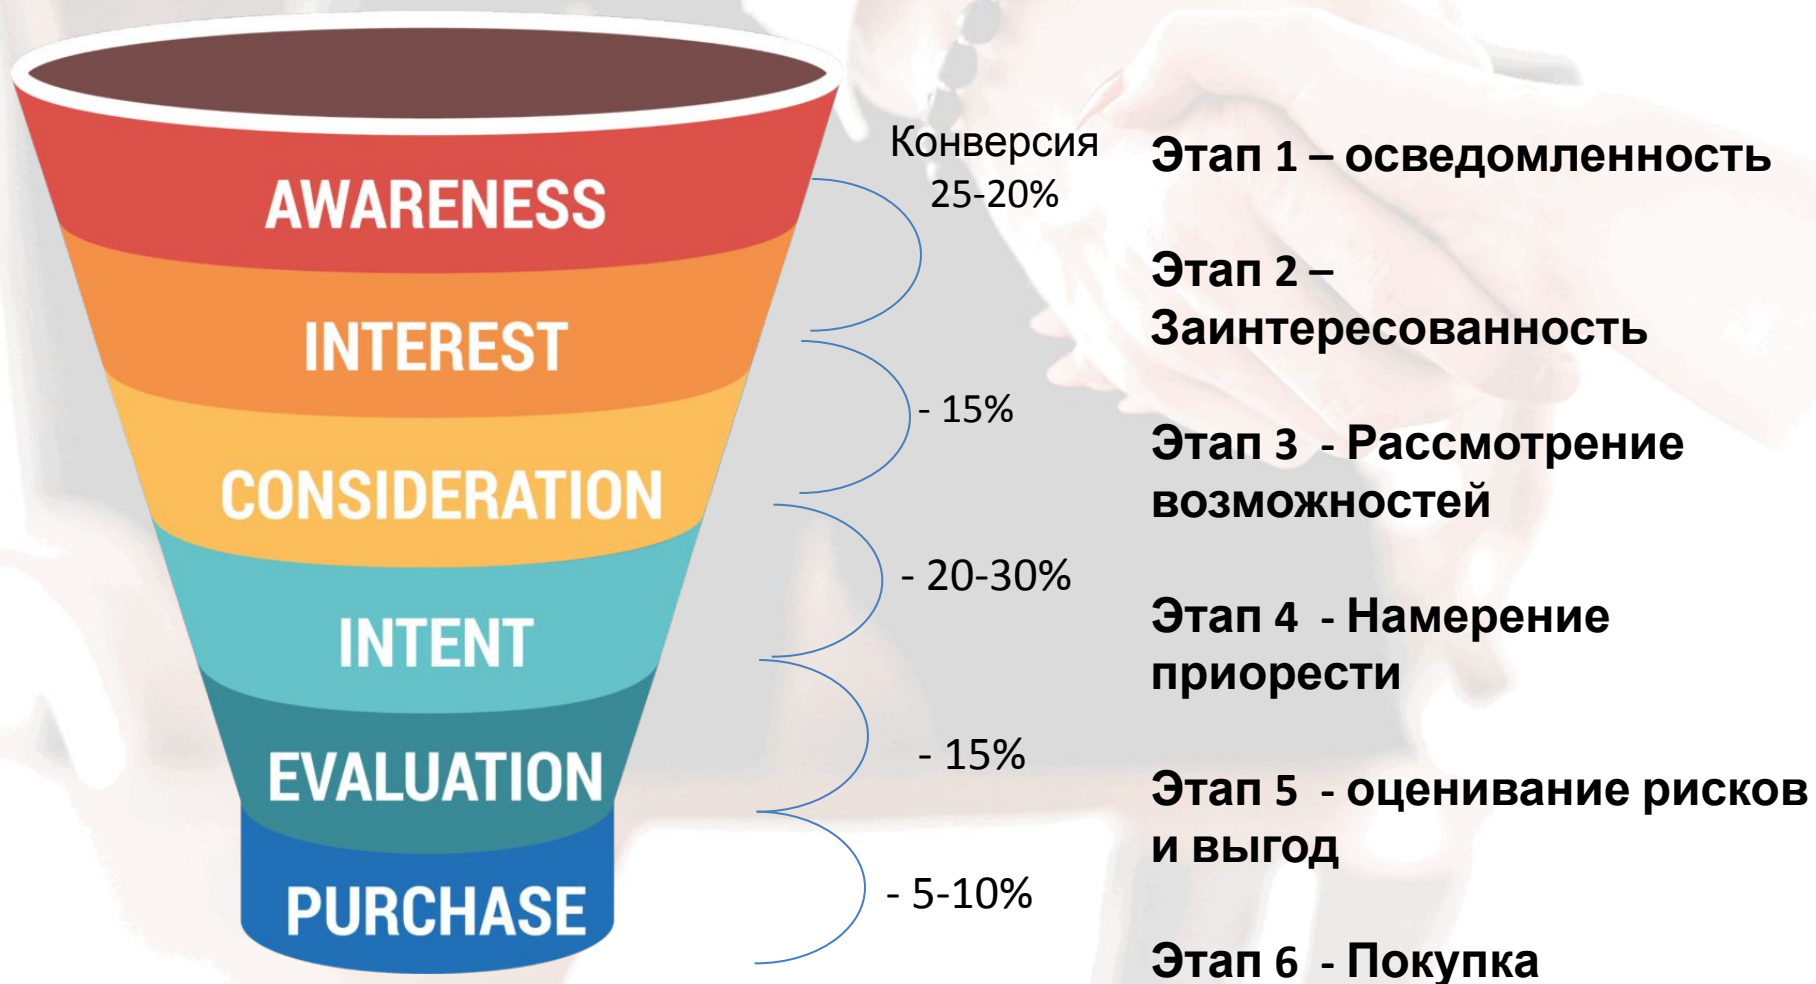 AWARENESS
INTEREST
CONSIDERATION
INTENT
EVALUATION
PURCHASE
Конверсия
25-20%
- 15%
- 20-30%
- 15%
- 5-10%
Этап 1 – осведомленность
Этап 2 –
Заинтересованность
Этап 3 - Рассмотрение
возможностей
Этап 4 - Намерение
приорести
Этап 5 - оценивание рисков
и выгод
Этап 6 - Покупка